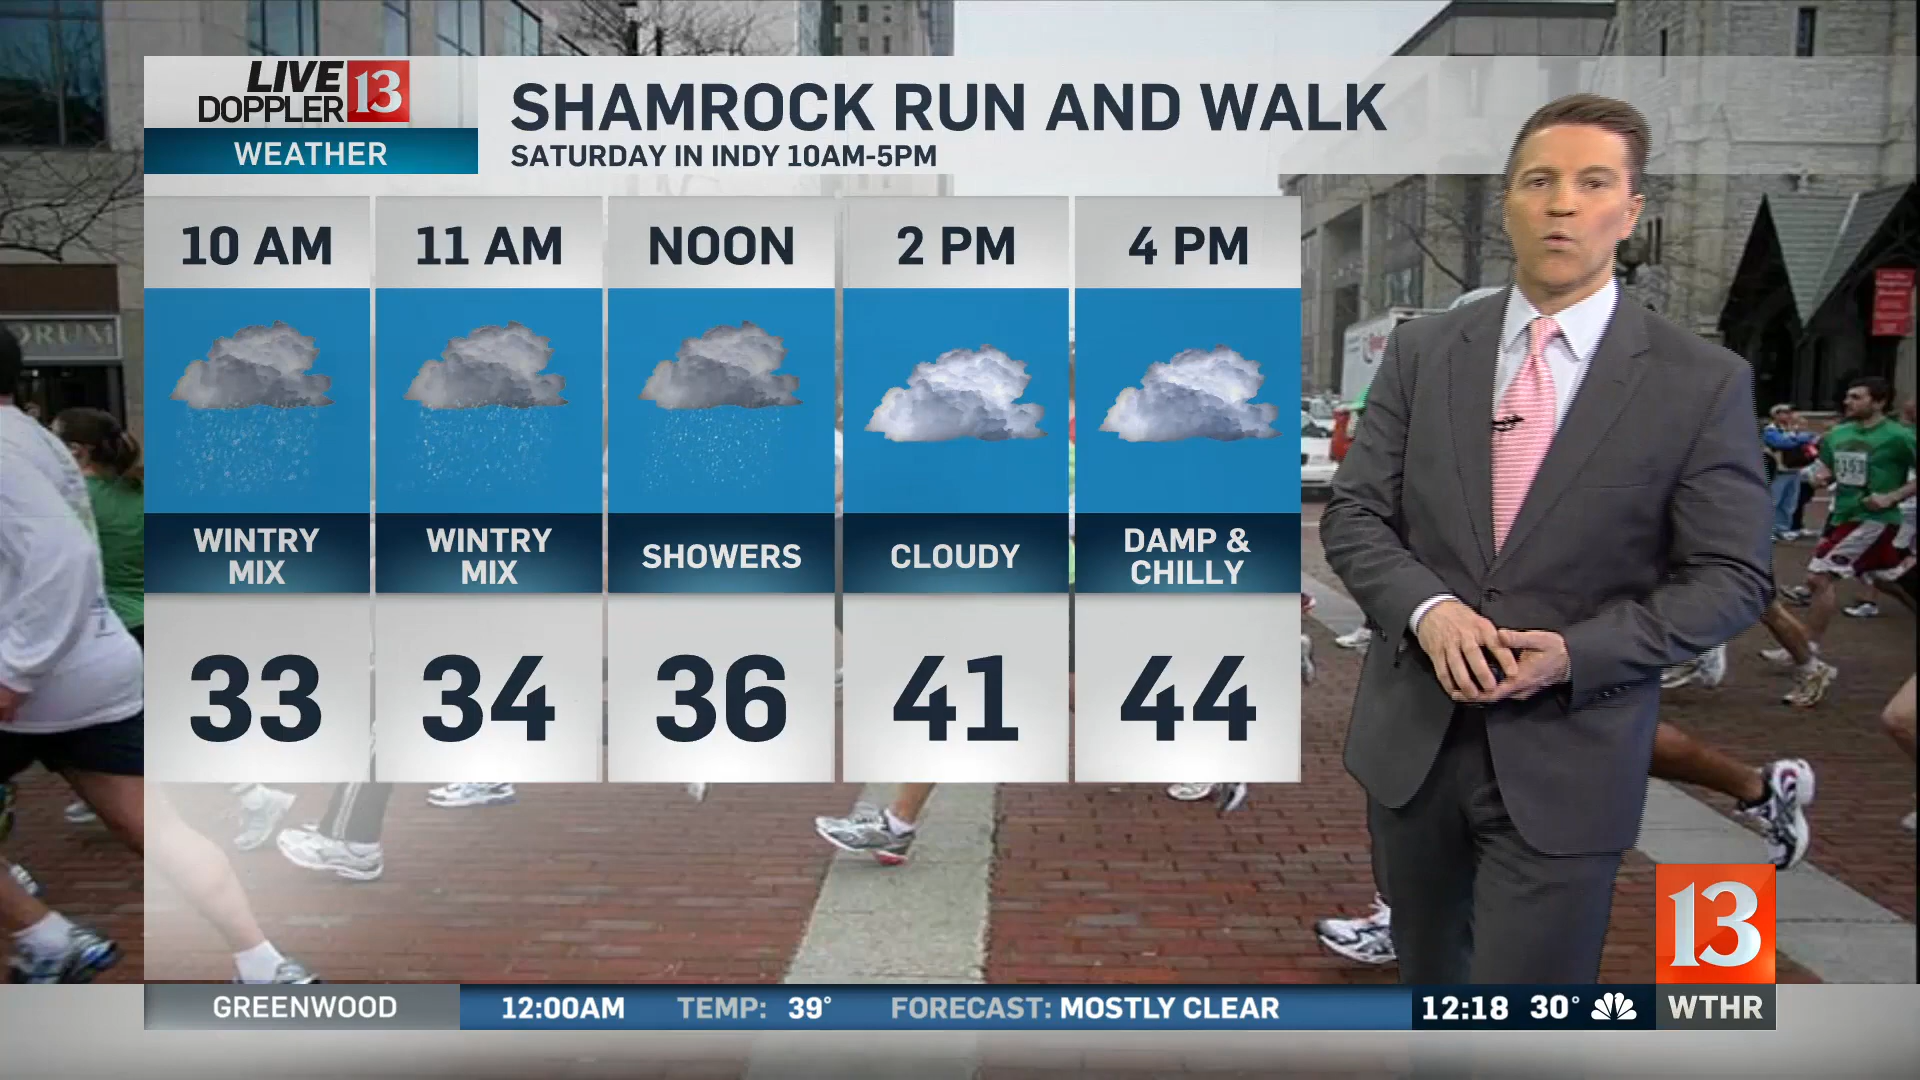 LIVE
DOPPLER 13
WEATHER
SHAMROCK RUN AND WALK
SATURDAY IN INDY 10AM-5PM
10 AM
11 AM
NOON
2 PM
4 PM
WINTRY
MIX
WINTRY
MIX
SHOWERS
CLOUDY
DAMP &
CHILLY
33
34
36
41
44
ORUM
13
GREENWOOD
12:00AM TEMP: 39° FORECAST: MOSTLY CLEAR
12:18 30°
WTHR